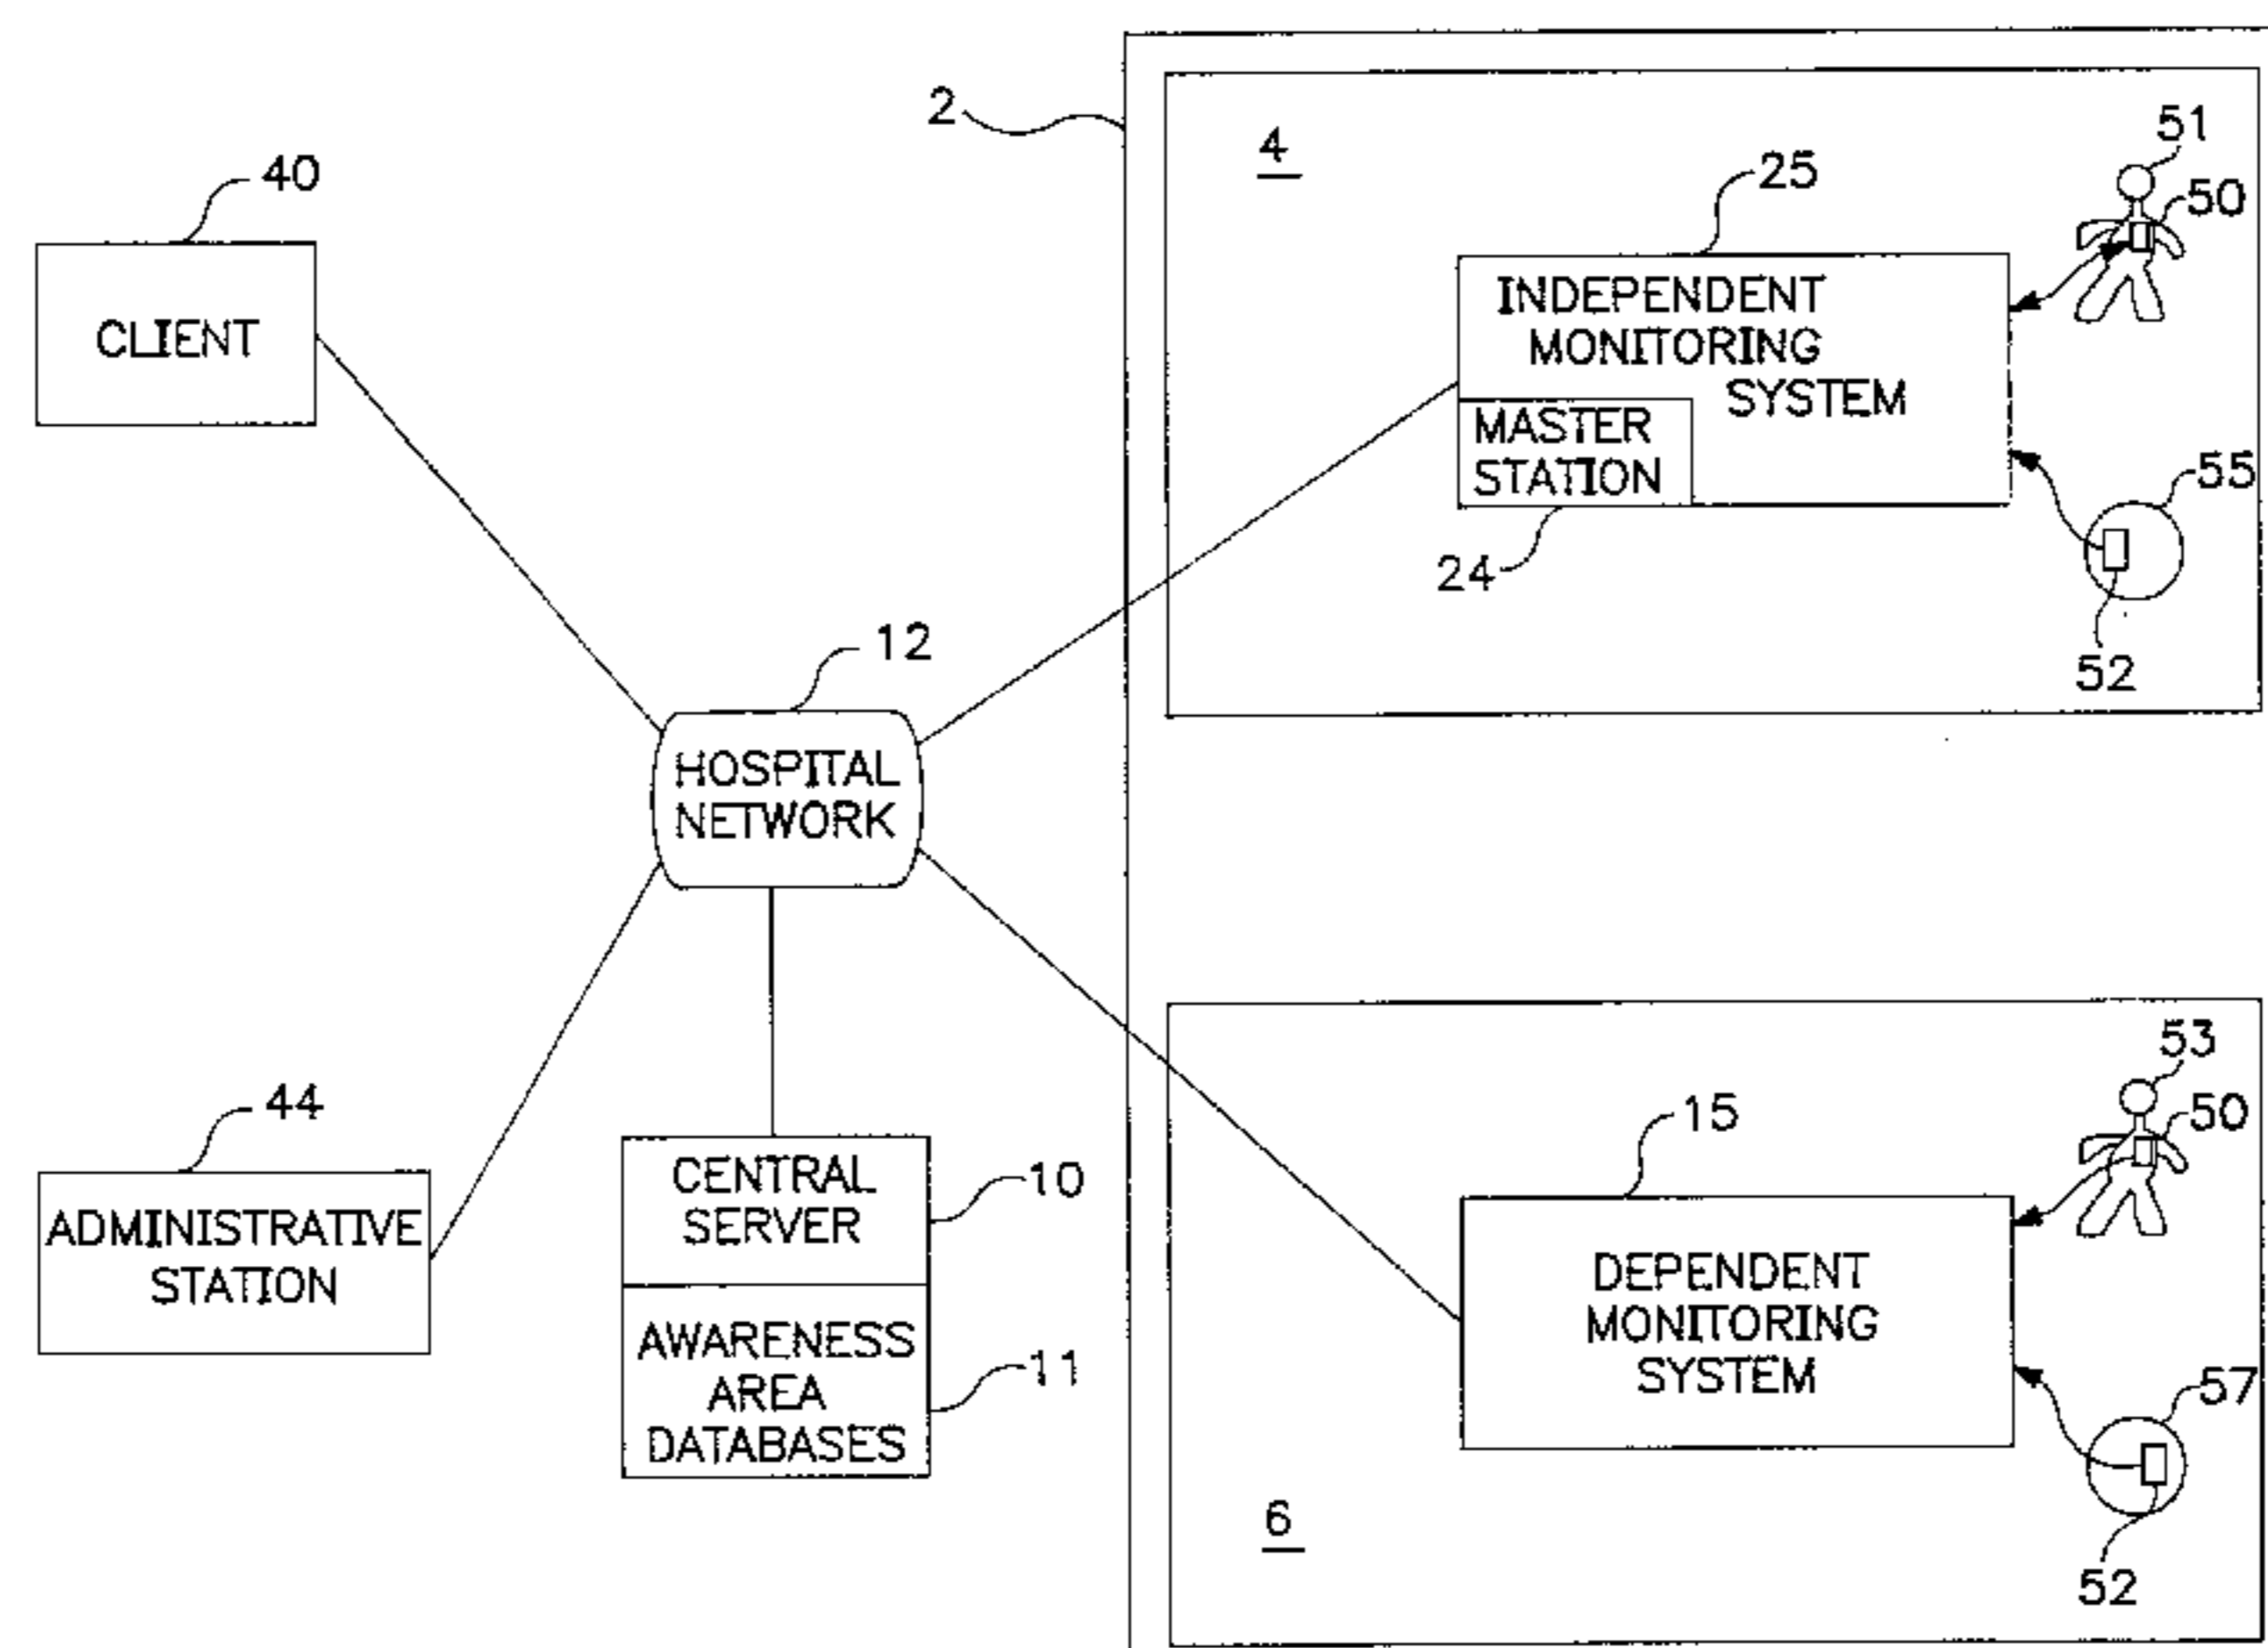 2
4
51
50
25
40
INDEPENDENT
MONITORING
SYSTEM
MASTER
STATION
CLIENT
55
24
52
12
HOSPITAL
NETWORK
53
50
15
44
CENTRAL
SERVER
10
ADMINISTRATIVE
STATION
DEPENDENT
MONITORING
SYSTEM
AWARENESS
AREA
DATABASES
11
57
6
52